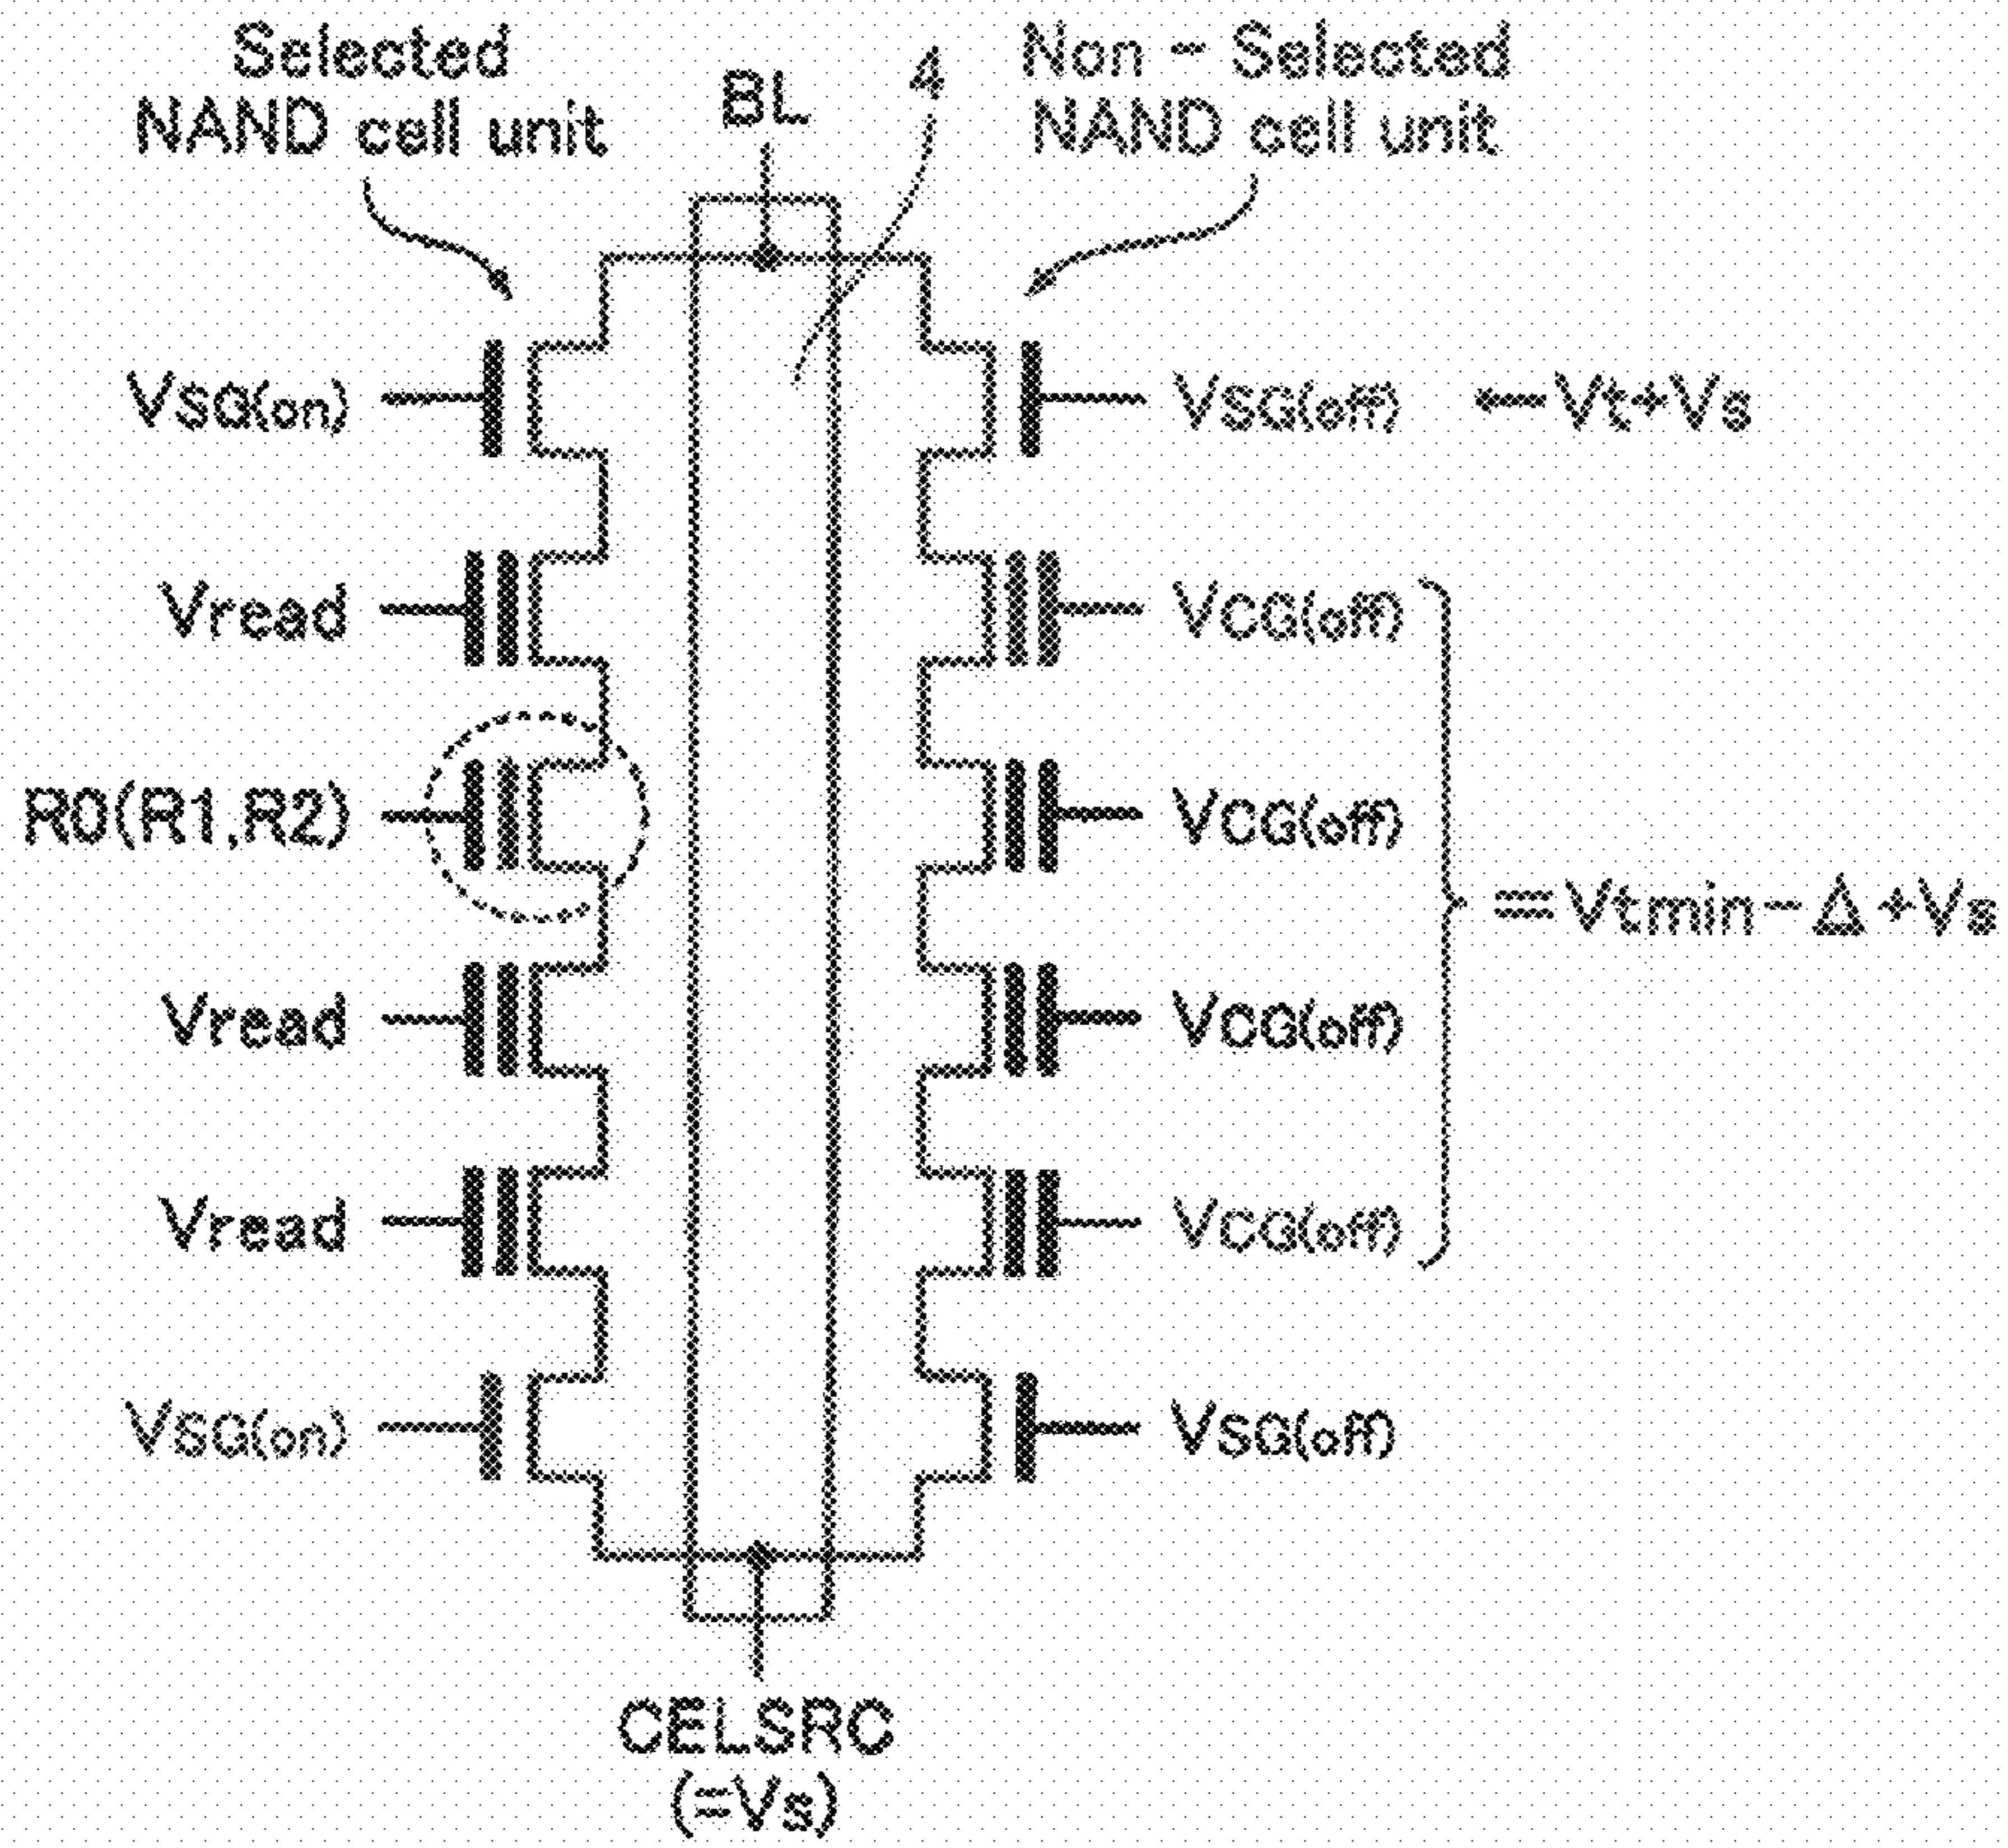 Selected
NAND cell unit
BL
4
Non - Selected
NAND cell unit
VSG(on)
VSG(off) ←Vt+Vs
Vread
VCG(off)
R0(R1,R2)
VCG(off)
=Vtmin-Δ+Vs
Vread
VCG(off)
Vread
VCG(off)
VSG(on)
VSG(off)
CELSRC
(=Vs)